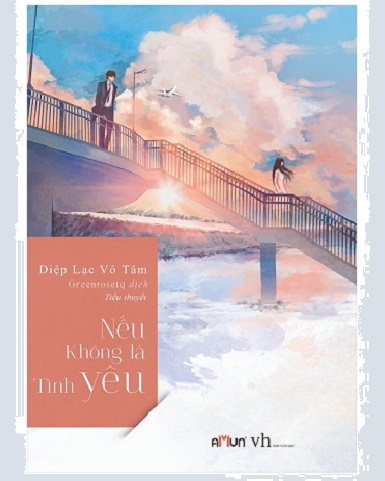 Diệp Lạc Vô Tâm
Greenrosetq dịch
Tiểu thuyết
Nếu
Không là
Tình yêu
AMUN vh